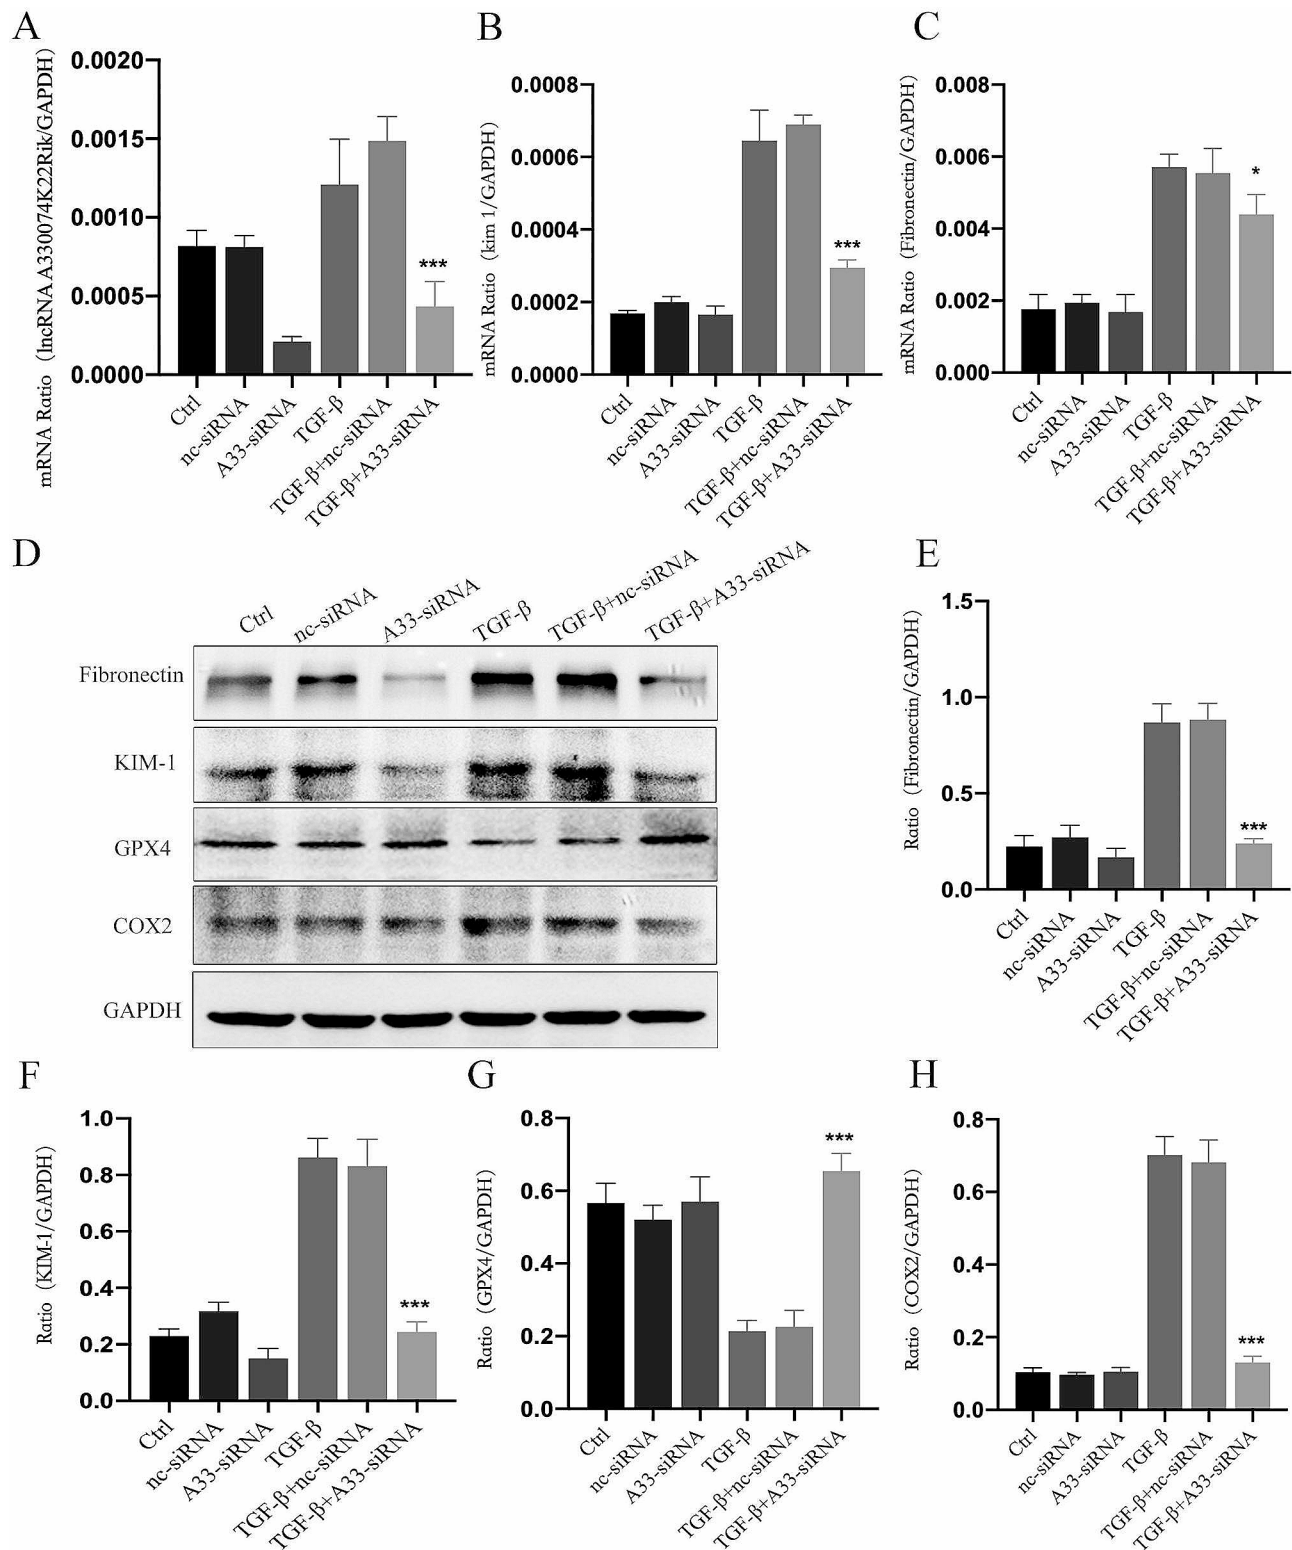 A
mRNA Ratio (lncRNA A330074K22Rik/GAPDH)
0.0020
0.0015
0.0010
0.0005
0.0000
***
Ctrl
nc-siRNA
A33-siRNA
TGF-β
TGF-β+nc-siRNA
TGF-β+A33-siRNA
B
mRNA Ratio (kim 1/GAPDH)
0.0008
0.0006
0.0004
0.0002
0.0000
***
Ctrl
nc-siRNA
A33-siRNA
TGF-β
TGF-β+nc-siRNA
TGF-β+A33-siRNA
C
mRNA Ratio (Fibronectin/GAPDH)
0.008
0.006
0.004
0.002
0.000
*
Ctrl
nc-siRNA
A33-siRNA
TGF-β
TGF-β+nc-siRNA
TGF-β+A33-siRNA
D
Ctrl
nc-siRNA
A33-siRNA
TGF-β
TGF-β+nc-siRNA
TGF-β+A33-siRNA
Fibronectin
KIM-1
GPX4
COX2
GAPDH
E
Ratio (Fibronectin/GAPDH)
1.5
1.0
0.5
0.0
***
Ctrl
nc-siRNA
A33-siRNA
TGF-β
TGF-β+nc-siRNA
TGF-β+A33-siRNA
F
Ratio (KIM-1/GAPDH)
1.0
0.8
0.6
0.4
0.2
0.0
***
Ctrl
nc-siRNA
A33-siRNA
TGF-β
TGF-β+nc-siRNA
TGF-β+A33-siRNA
G
Ratio (GPX4/GAPDH)
0.8
0.6
0.4
0.2
0.0
***
Ctrl
nc-siRNA
A33-siRNA
TGF-β
TGF-β+nc-siRNA
TGF-β+A33-siRNA
H
Ratio (COX2/GAPDH)
0.8
0.6
0.4
0.2
0.0
***
Ctrl
nc-siRNA
A33-siRNA
TGF-β
TGF-β+nc-siRNA
TGF-β+A33-siRNA